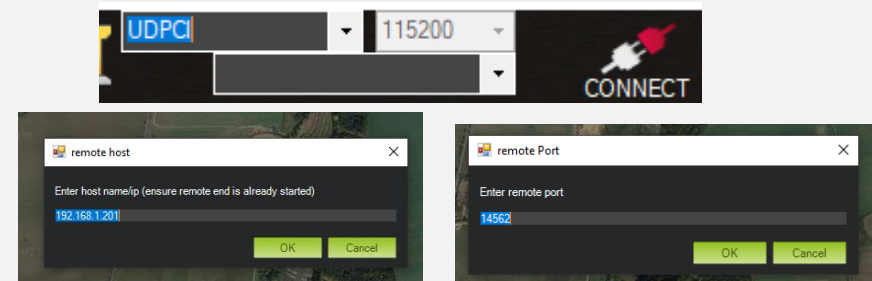 UDPCl
115200
CONNECT
remote host
Enter host name/ip (ensure remote end is already started)
192.168.1.201
OK
Cancel
remote Port
Enter remote port
14562
OK
Cancel